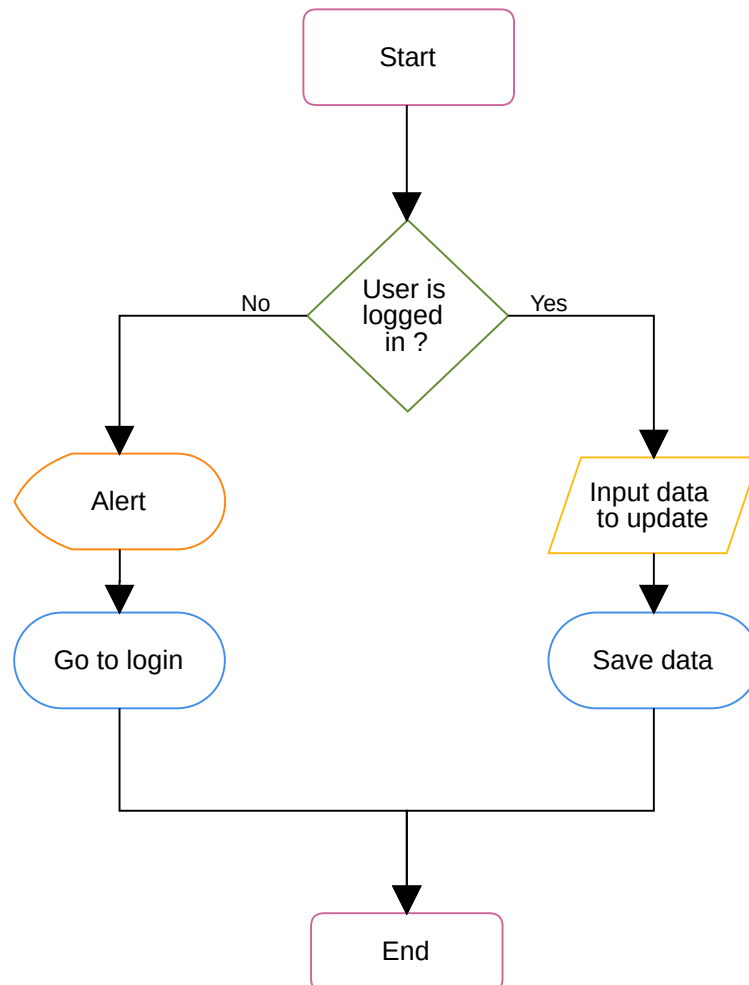 Start
User is
logged
in ?
No
Yes
Alert
Input data
to update
Go to login
Save data
End